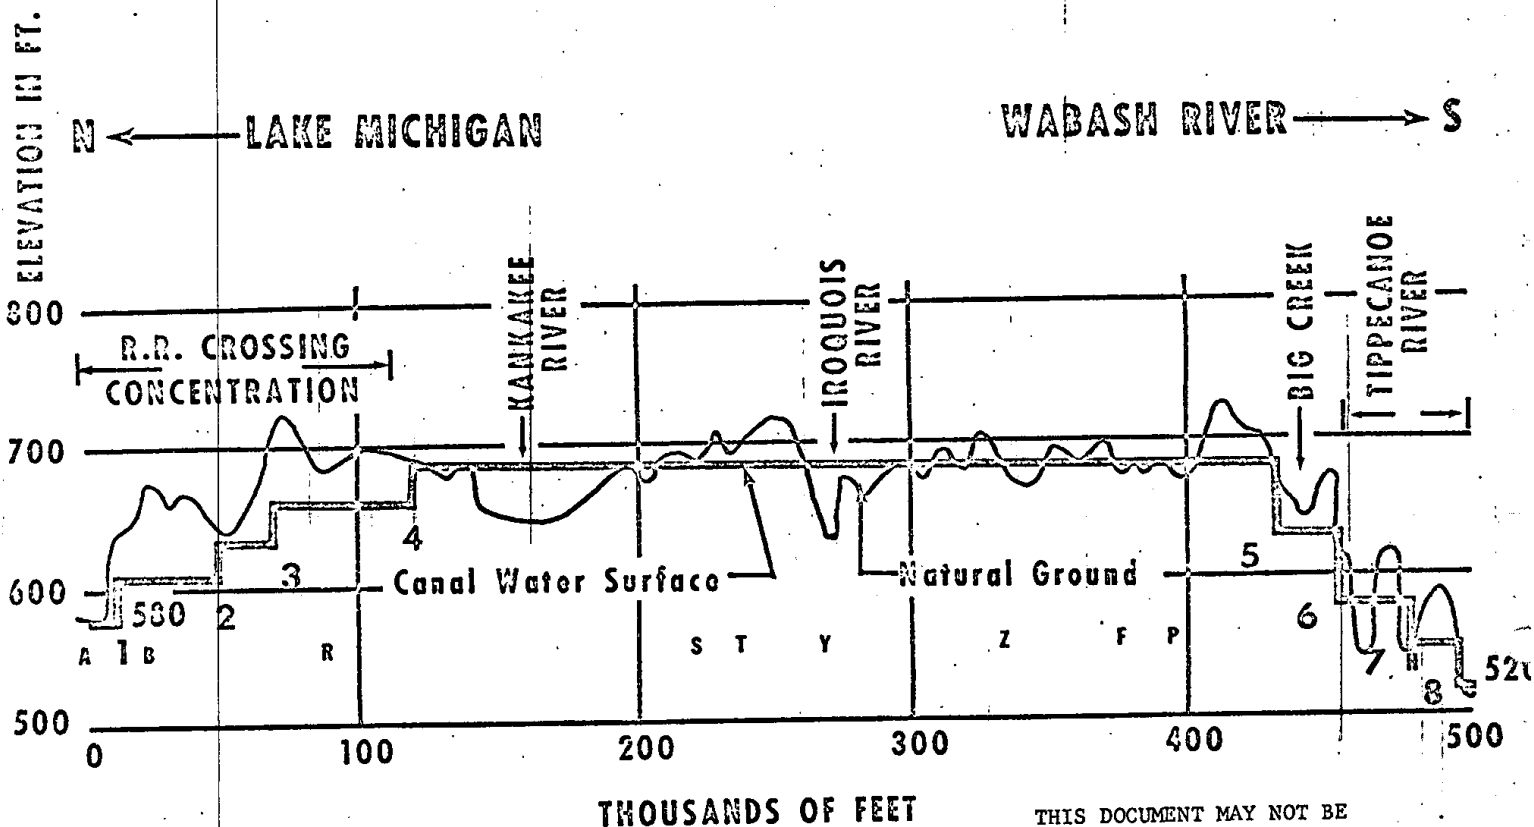 ELEVATION IN FT.
N LAKE MICHIGAN
WABASH RIVER S
KANKAKEE
RIVER
IROQUOIS
RIVER
BIG CREEK
TIPPECANOE
RIVER
800
R.R. CROSSING
CONCENTRATION
700
4
5
3
Canal Water Surface
Natural Ground
600
580
2
6
A 1 B R S T Y Z F P 7 H
8
500
0 100 200 300 400 500
THOUSANDS OF FEET
THIS DOCUMENT MAY NOT BE